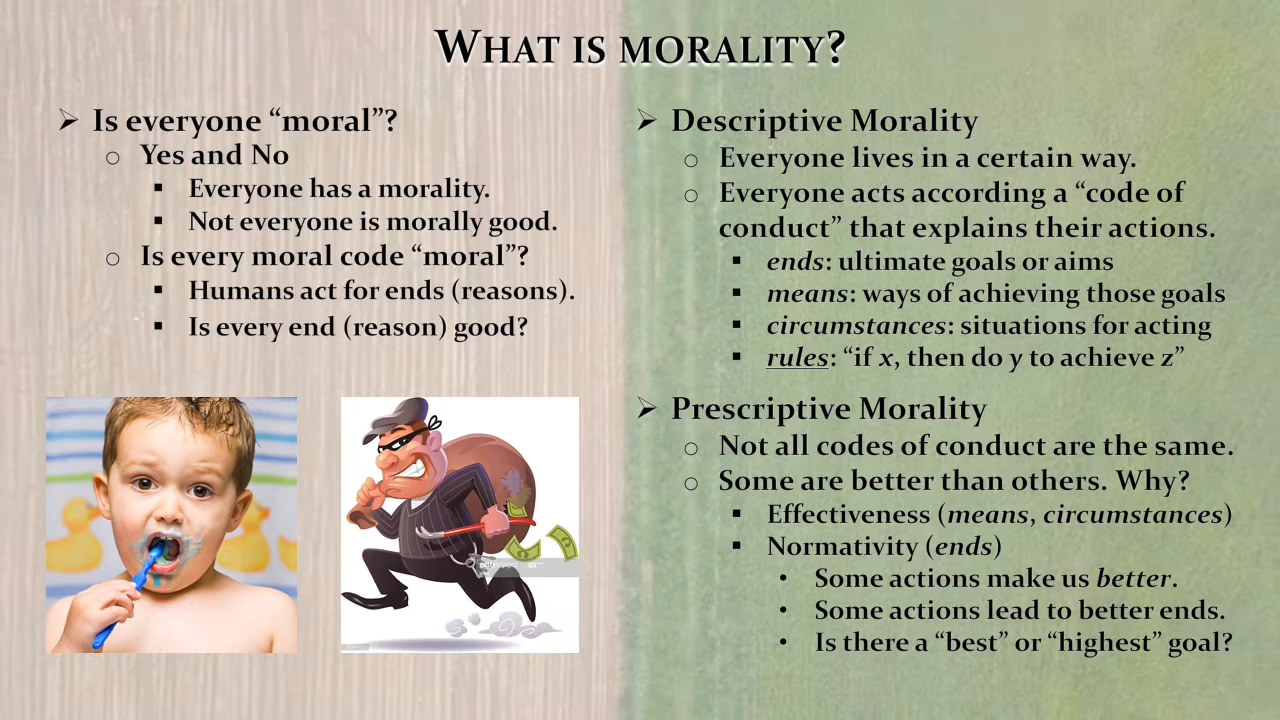 WHAT IS MORALITY?
➢ Is everyone “moral”?
○ Yes and No
▪ Everyone has a morality.
▪ Not everyone is morally good.
○ Is every moral code “moral”?
▪ Humans act for ends (reasons).
▪ Is every end (reason) good?
➢ Descriptive Morality
○ Everyone lives in a certain way.
○ Everyone acts according a “code of
conduct” that explains their actions.
▪ ends: ultimate goals or aims
▪ means: ways of achieving those goals
▪ circumstances: situations for acting
▪ rules: “if x, then do y to achieve z”
➢ Prescriptive Morality
○ Not all codes of conduct are the same.
○ Some are better than others. Why?
▪ Effectiveness (means, circumstances)
▪ Normativity (ends)
• Some actions make us better.
• Some actions lead to better ends.
• Is there a “best” or “highest” goal?